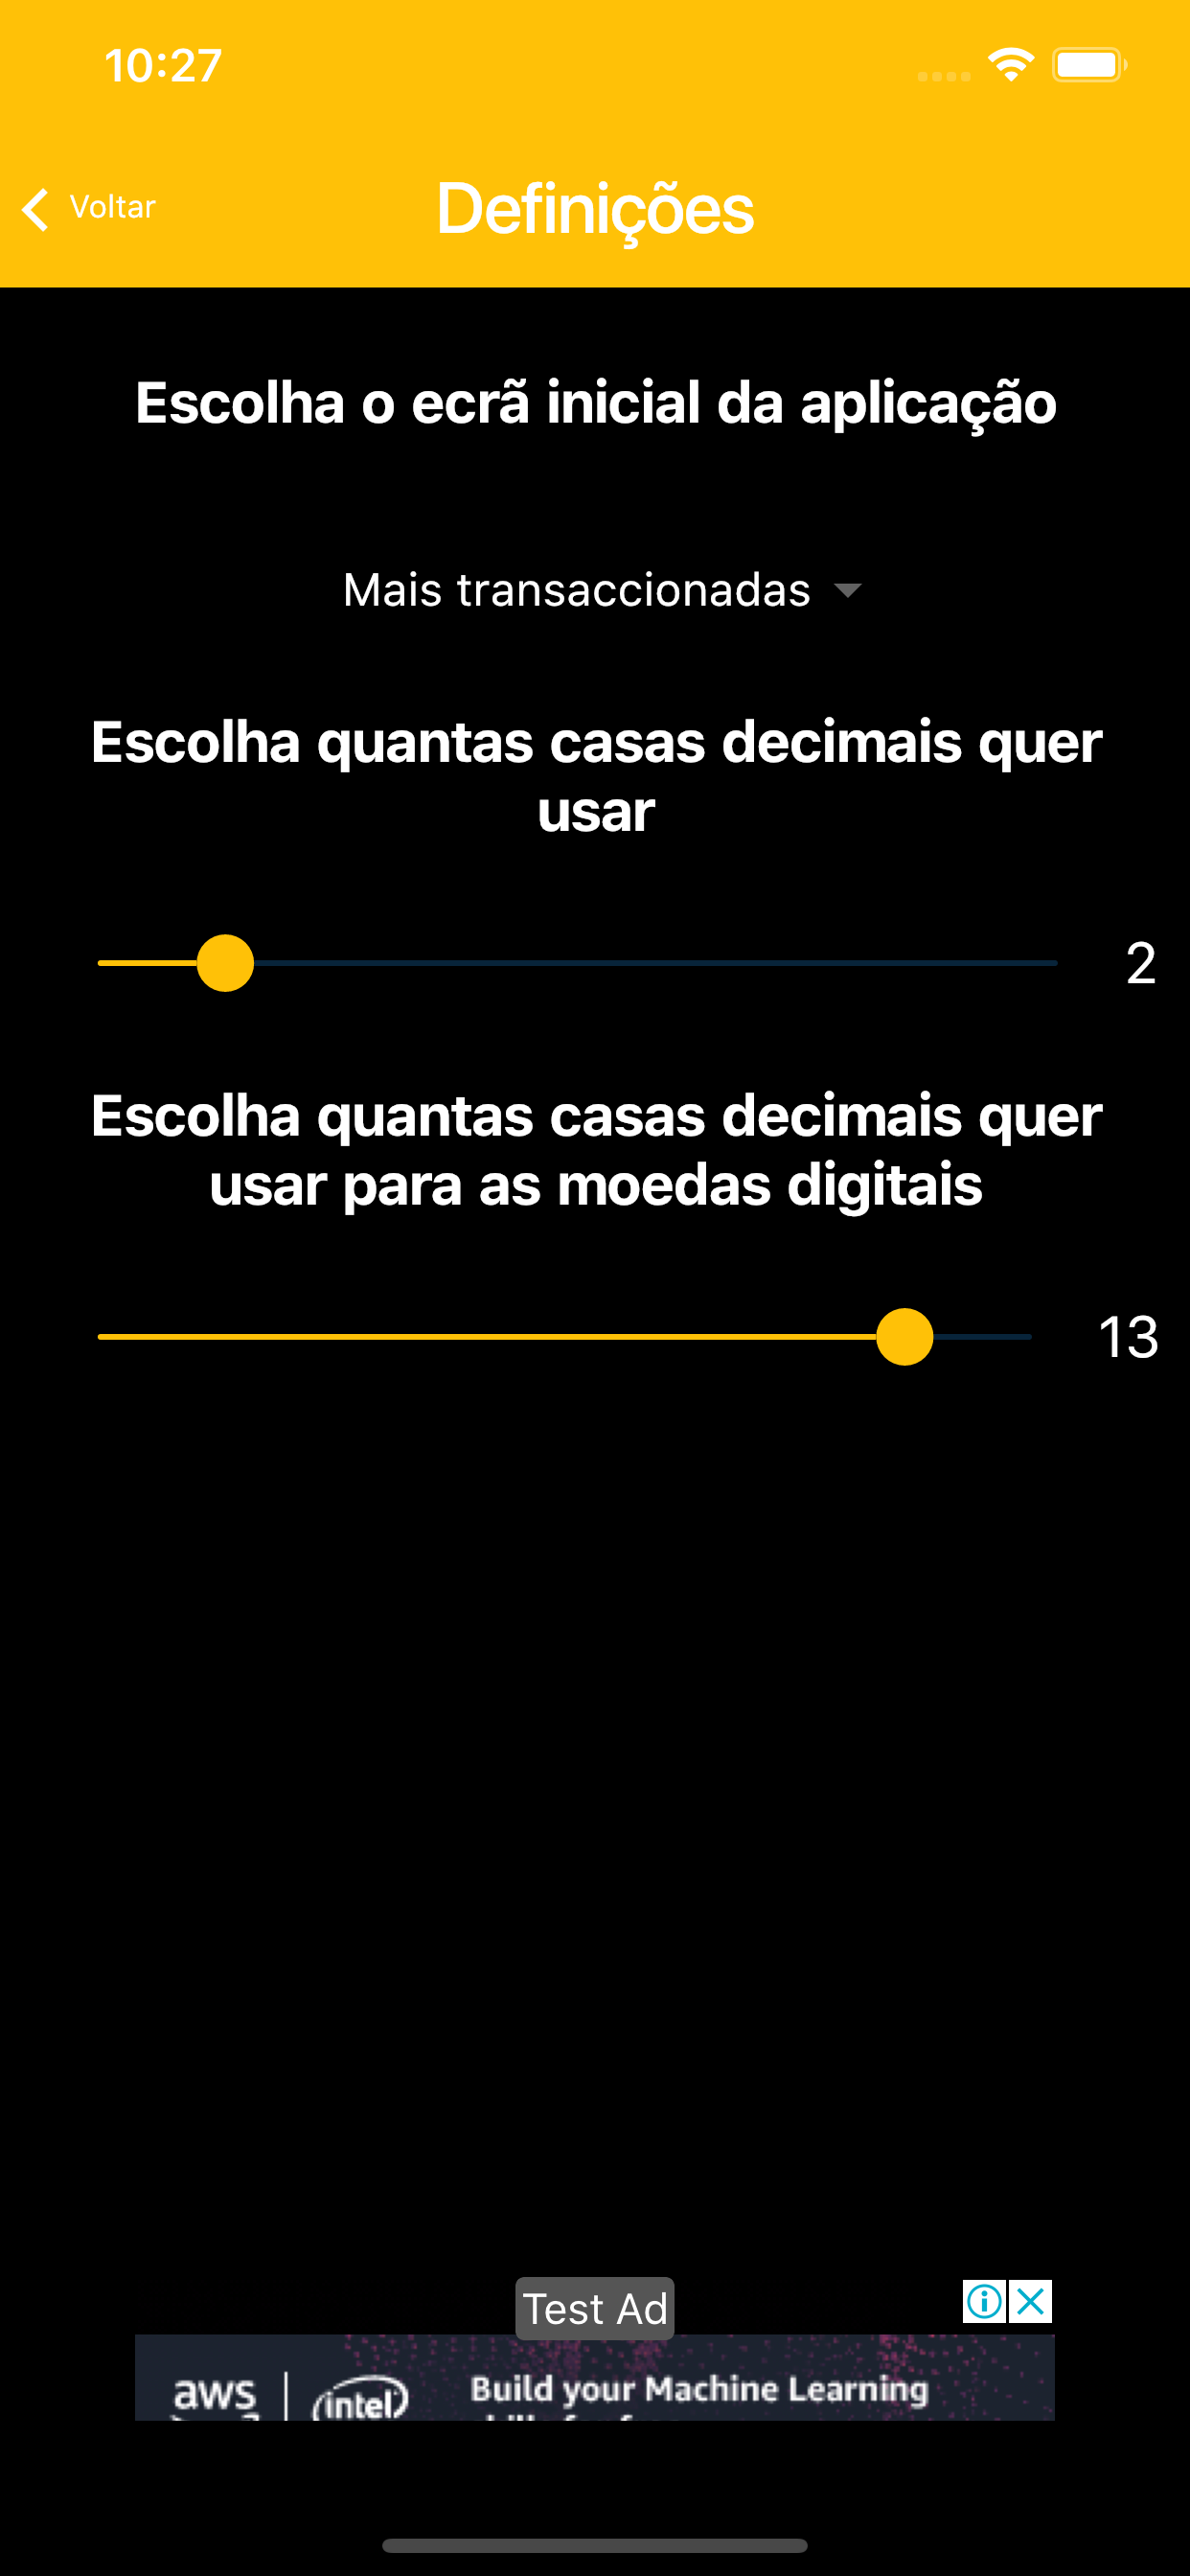 10:27
Voltar
Definições
Escolha o ecrã inicial da aplicação
Mais transaccionadas
Escolha quantas casas decimais quer
usar
2
Escolha quantas casas decimais quer
usar para as moedas digitais
13
Test Ad
aws
intel
Build your Machine Learning